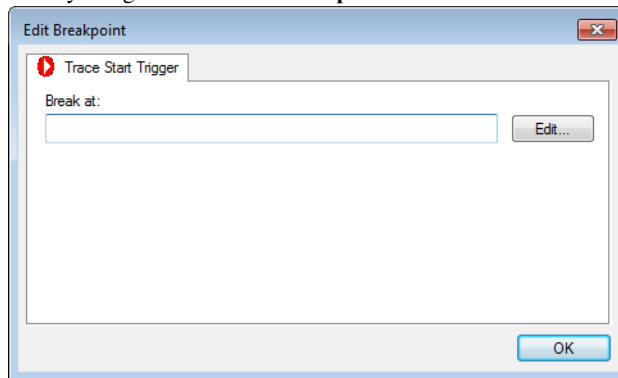 Edit Breakpoint
Trace Start Trigger
Break at:
Edit...
OK